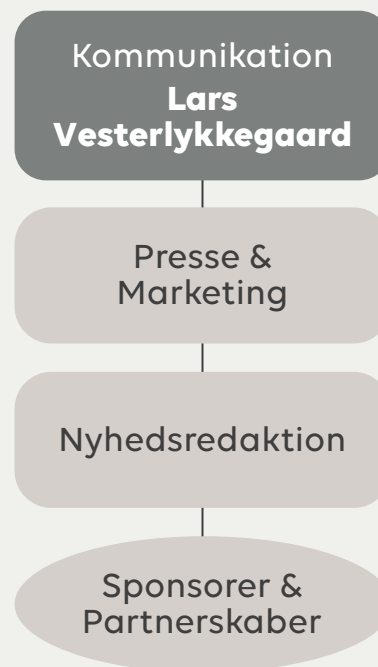 Kommunikation
Lars
Vesterlykkegaard
Presse &
Marketing
Nyhedsredaktion
Sponsorer &
Partnerskaber